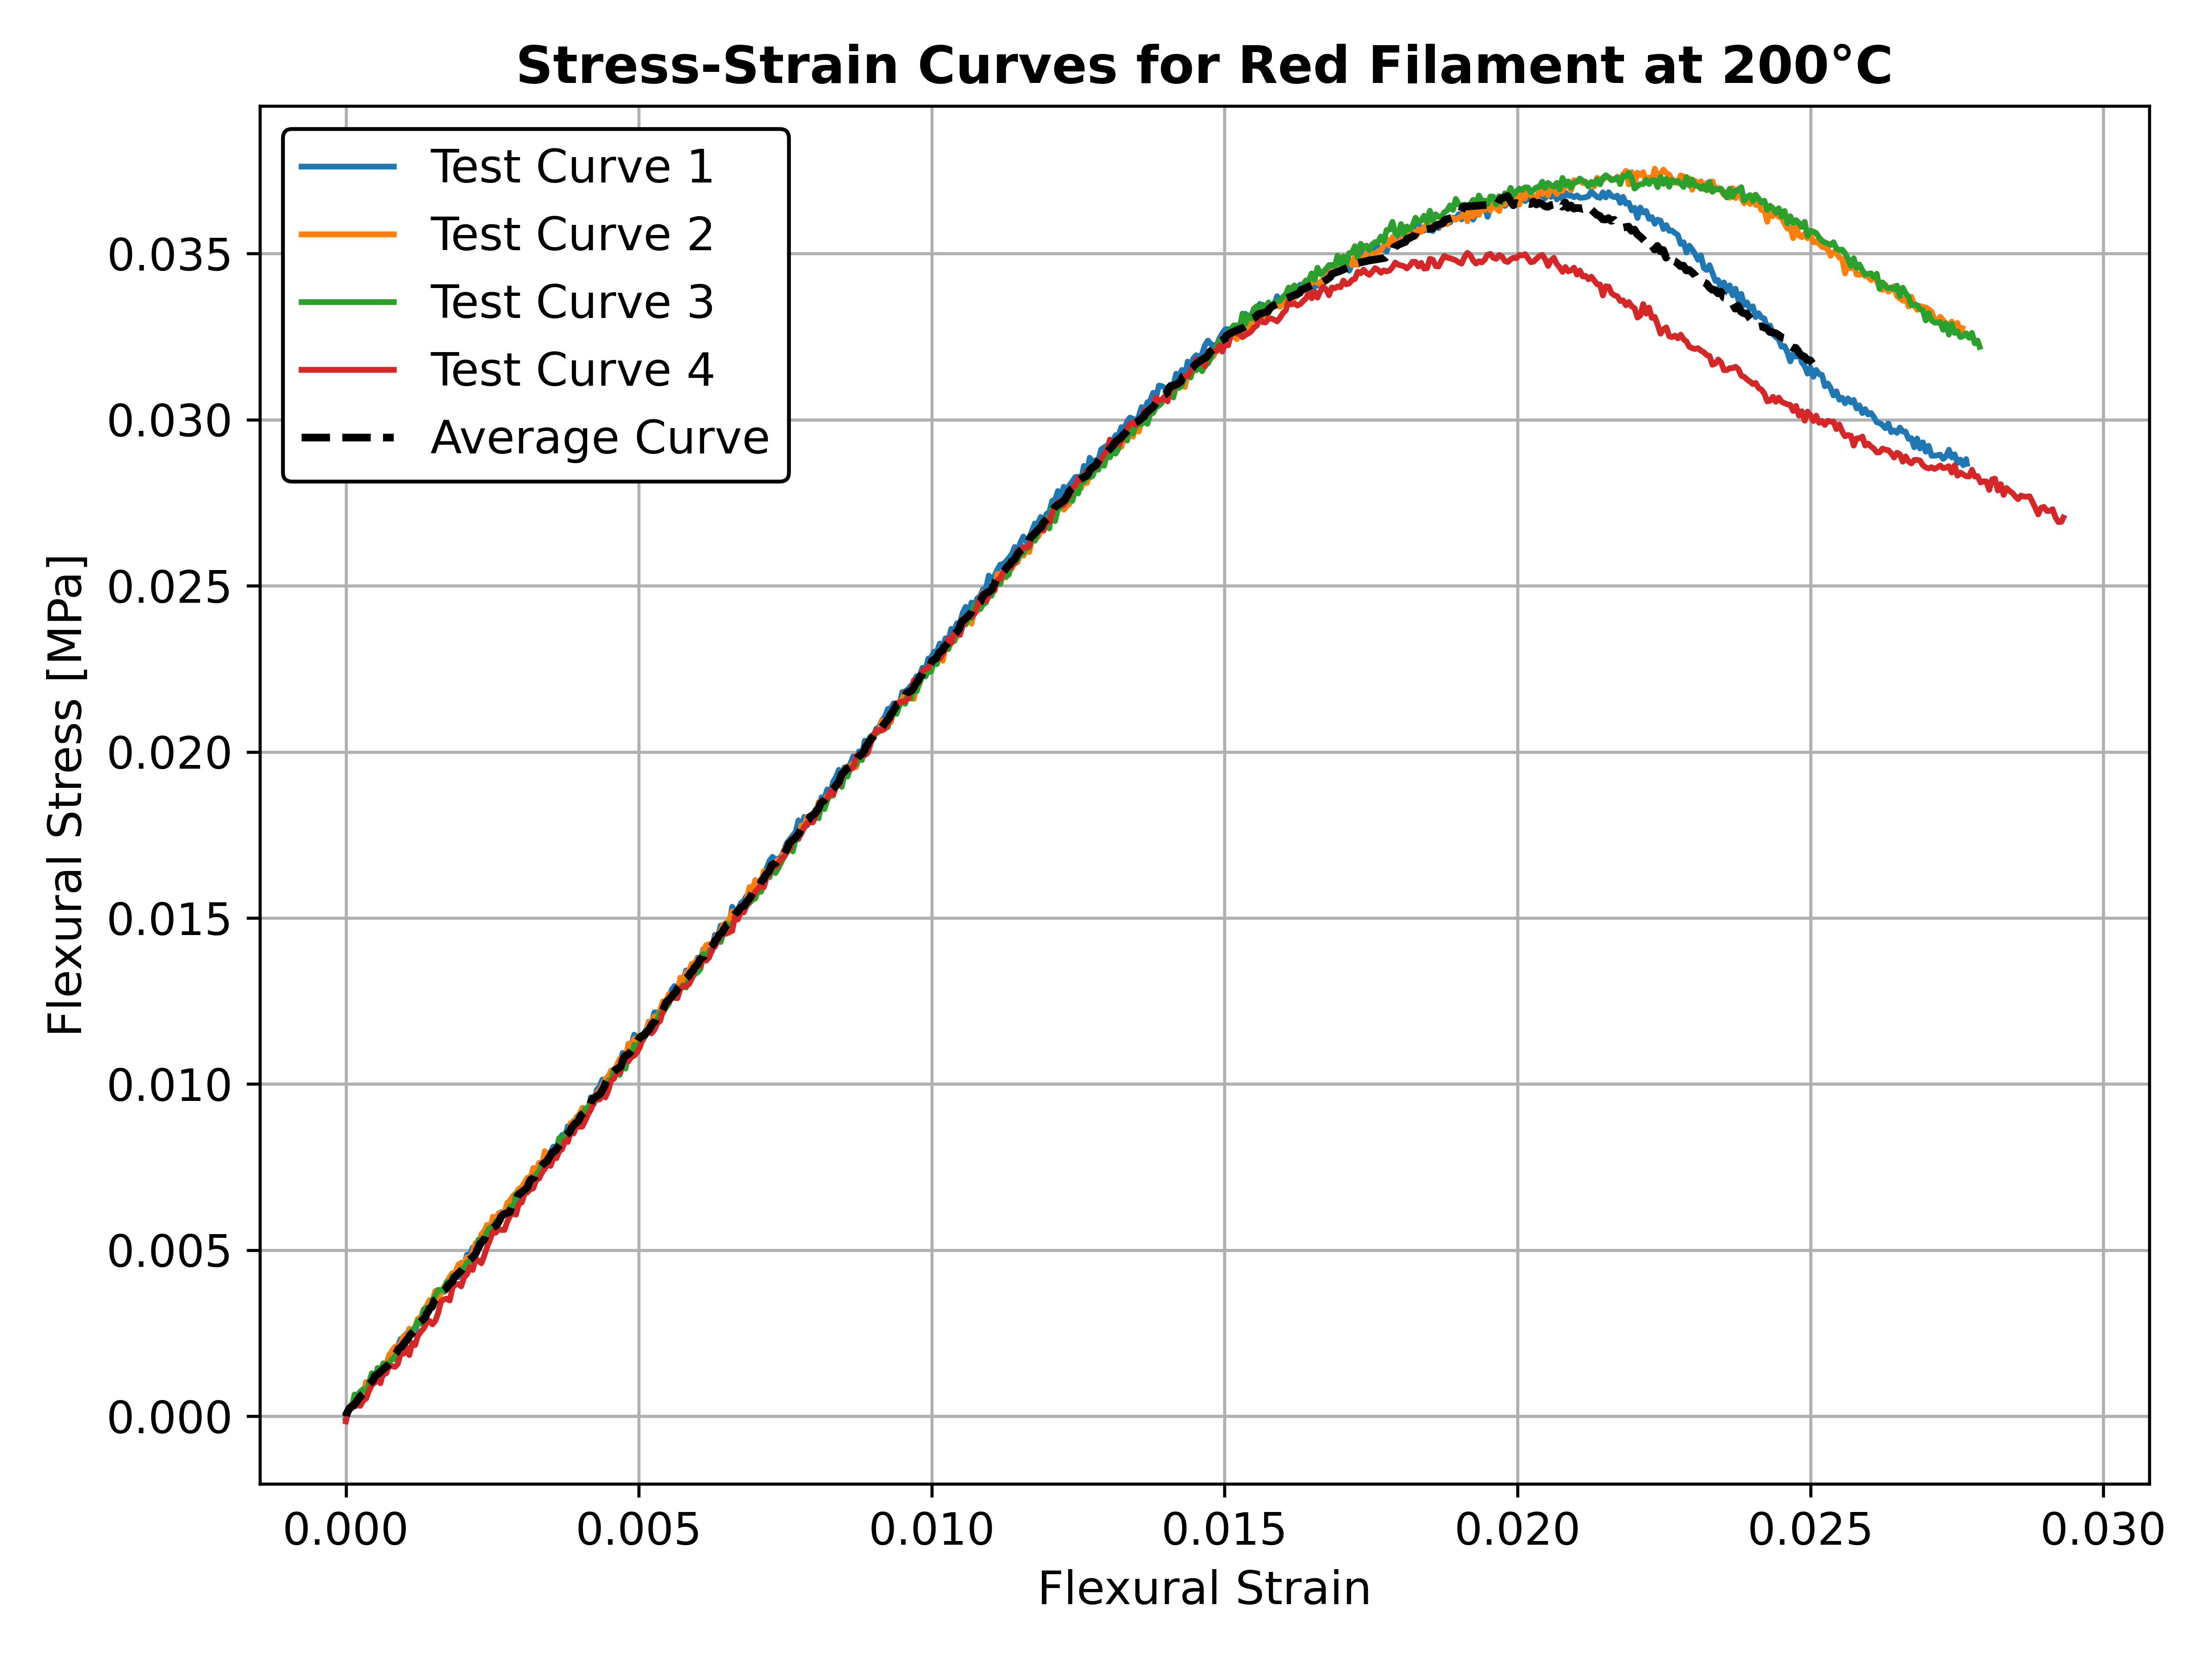 Stress-Strain Curves for Red Filament at 200°C
Test Curve 1
Test Curve 2
Test Curve 3
Test Curve 4
Average Curve
Flexural Stress [MPa]
0.035
0.030
0.025
0.020
0.015
0.010
0.005
0.000
0.000 0.005 0.010 0.015 0.020 0.025 0.030
Flexural Strain